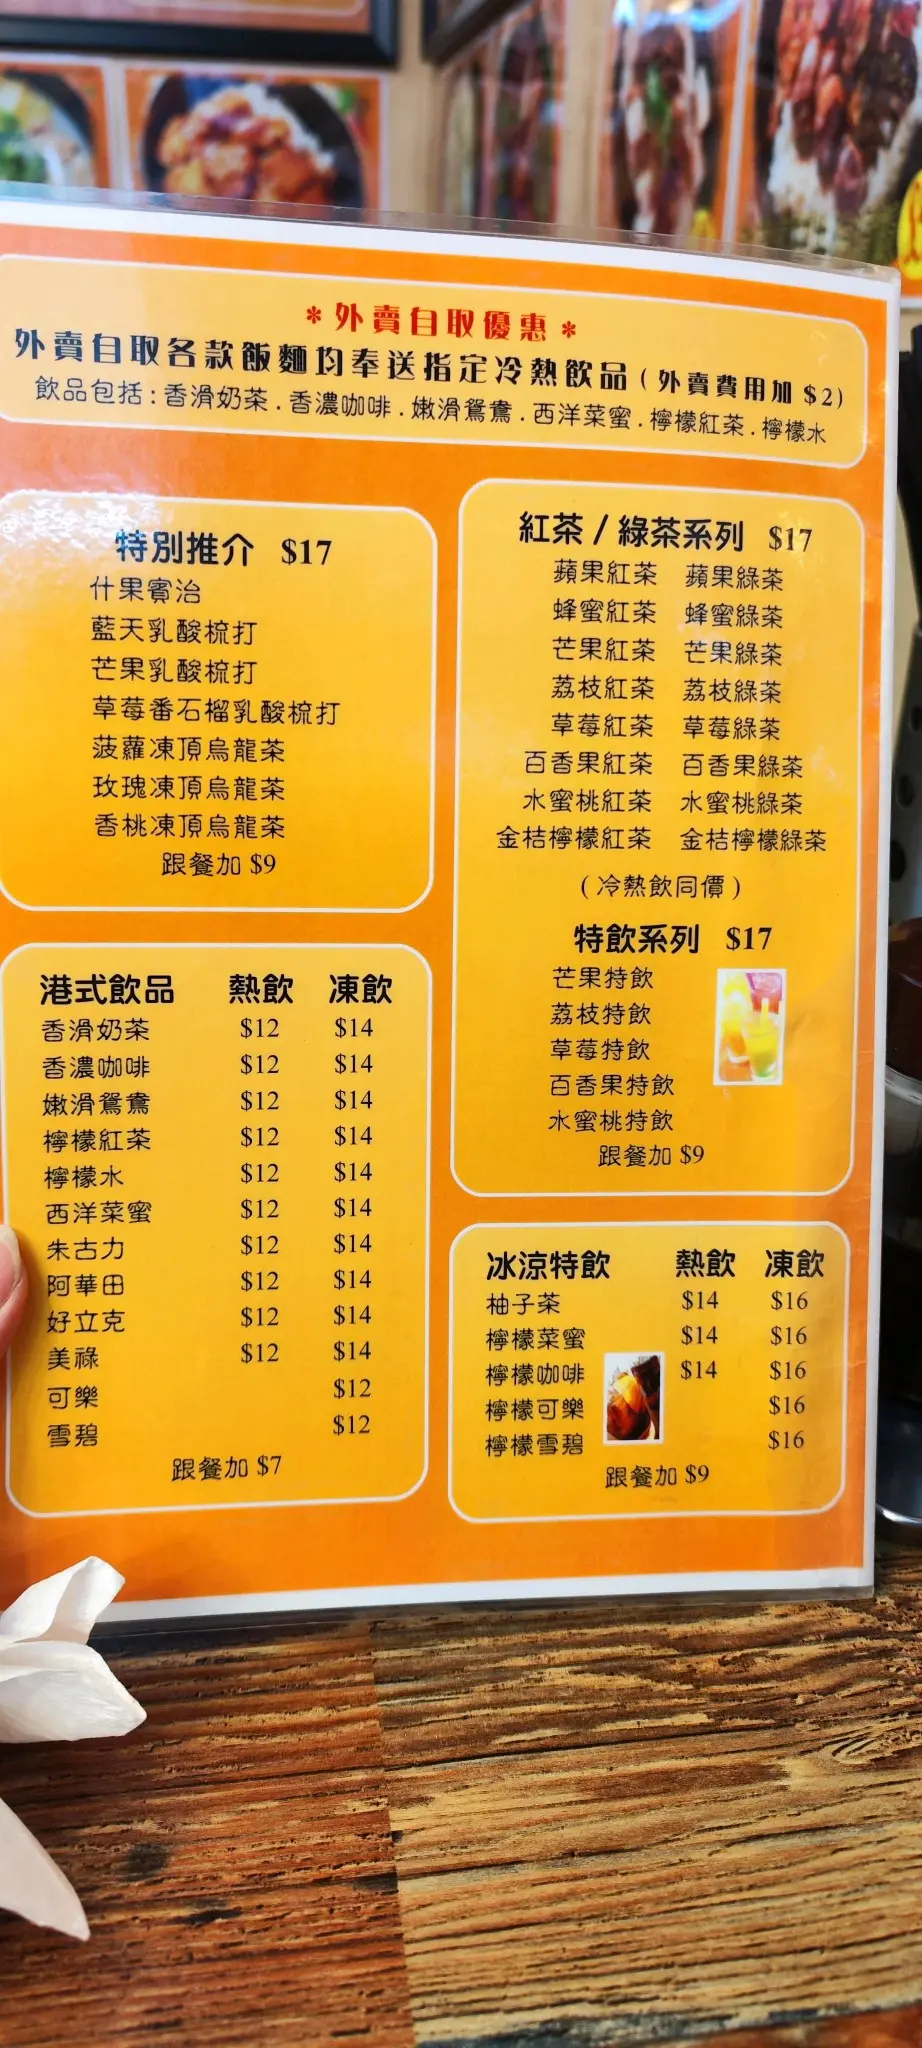 * 外賣自取優惠 *
外賣自取各款飯麵均奉送指定冷熱飲品 ( 外賣費用加 $2 )
飲品包括 : 香滑奶茶 . 香濃咖啡 . 嫩滑鴛鴦 . 西洋菜蜜 . 檸檬紅茶 . 檸檬水
特別推介 $17
什果賓治
藍天乳酸梳打
芒果乳酸梳打
草莓番石榴乳酸梳打
菠蘿凍頂烏龍茶
玫瑰凍頂烏龍茶
香桃凍頂烏龍茶
跟餐加 $9
紅茶 / 綠茶系列 $17
蘋果紅茶 蘋果綠茶
蜂蜜紅茶 蜂蜜綠茶
芒果紅茶 芒果綠茶
荔枝紅茶 荔枝綠茶
草莓紅茶 草莓綠茶
百香果紅茶 百香果綠茶
水蜜桃紅茶 水蜜桃綠茶
金桔檸檬紅茶 金桔檸檬綠茶
( 冷熱飲同價 )
特飲系列 $17
芒果特飲
荔枝特飲
草莓特飲
百香果特飲
水蜜桃特飲
跟餐加 $9
港式飲品 熱飲 凍飲
香滑奶茶 $12 $14
香濃咖啡 $12 $14
嫩滑鴛鴦 $12 $14
檸檬紅茶 $12 $14
檸檬水 $12 $14
西洋菜蜜 $12 $14
朱古力 $12 $14
阿華田 $12 $14
好立克 $12 $14
美祿 $12 $14
可樂 $12
雪碧 $12
跟餐加 $7
冰涼特飲 熱飲 凍飲
柚子茶 $14 $16
檸檬菜蜜 $14 $16
檸檬咖啡 $14 $16
檸檬可樂 $16
檸檬雪碧 $16
跟餐加 $9